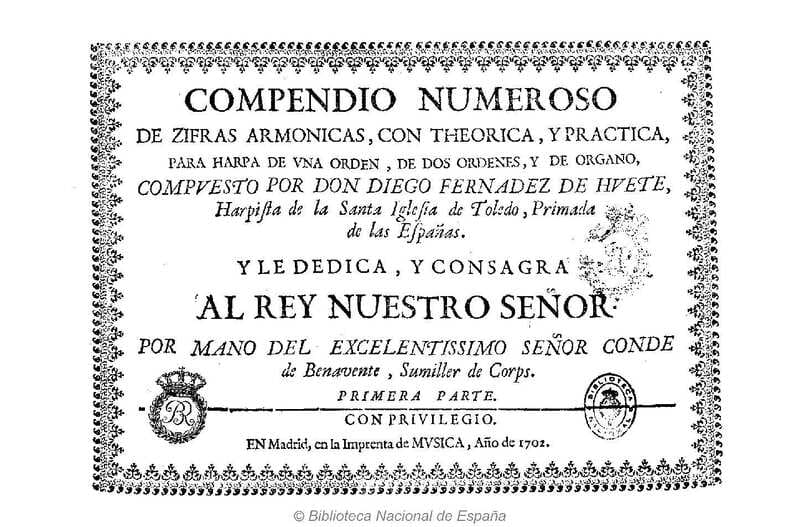 COMPENDIO NUMEROSO
DE ZIFRAS ARMONICAS, CON THEORICA, Y PRACTICA,
PARA HARPA DE VNA ORDEN, DE DOS ORDENES, Y DE ORGANO,
COMPVESTO POR DON DIEGO FERNADEZ DE HVETE,
Harpiſta de la Santa Igleſia de Toledo, Primada
de las Eſpañas.
Y LE DEDICA, Y CONSAGRA
AL REY NUESTRO SEÑOR
POR MANO DEL EXCELENTISSIMO SEÑOR CONDE
de Benavente, Sumiller de Corps.
PRIMERA PARTE.
BR
BIBLIOTECA
NACIONAL
CON PRIVILEGIO.
EN Madrid, en la Imprenta de MVSICA, Año de 1702.
© Biblioteca Nacional de España